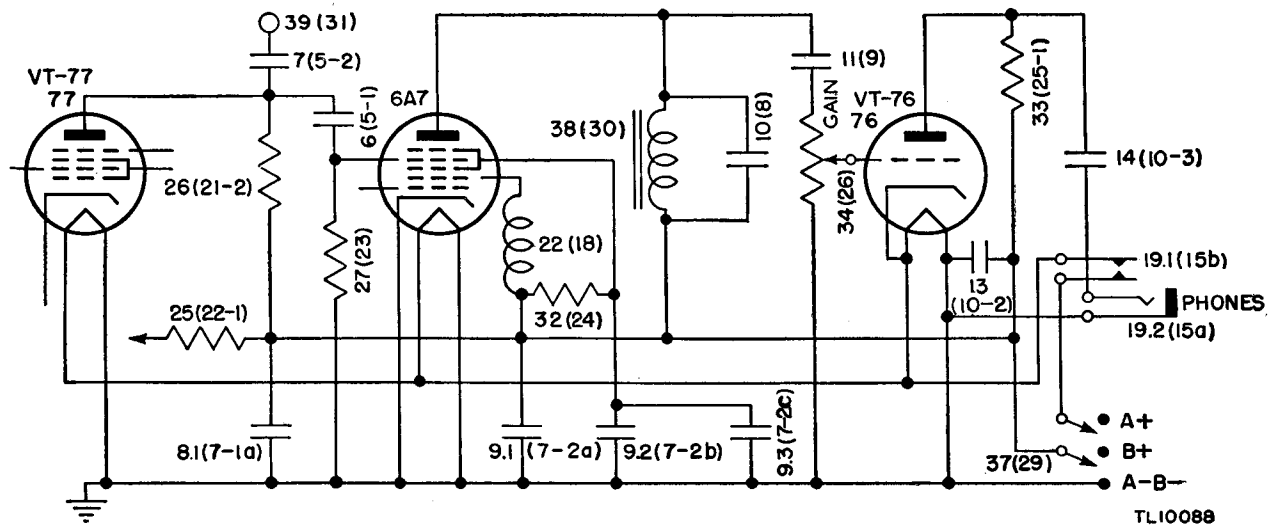 39 (31)
7 (5-2)
VT-77
77
6 (5-1)
6A7
26 (21-2)
27 (23)
22 (18)
32 (24)
25 (22-1)
38 (30)
10 (8)
11 (9)
GAIN
34 (26)
VT-76
76
33 (25-1)
14 (10-3)
13
(10-2)
19.1 (15b)
PHONES
19.2 (15a)
8.1 (7-1a)
9.1 (7-2a)
9.2 (7-2b)
9.3 (7-2c)
37 (29)
A+
B+
A-B-
TL10088